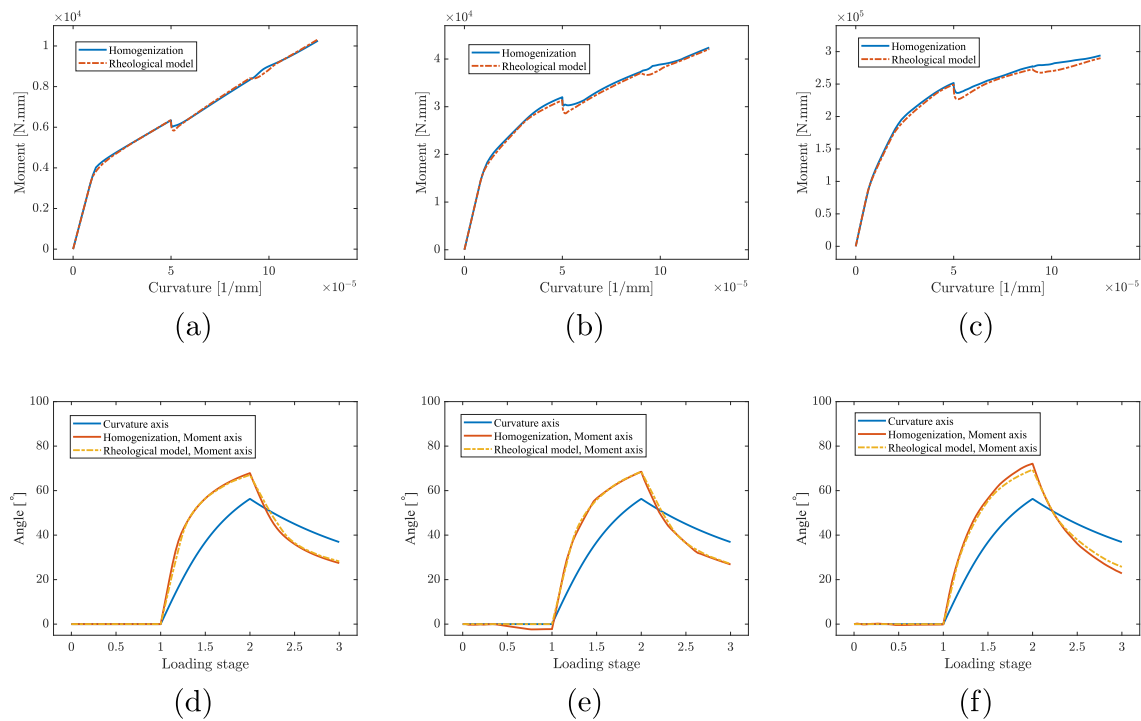 ×10⁴
1
0.8
0.6
0.4
0.2
0
Moment [N.mm]
Homogenization
Rheological model
0
5
10
Curvature [1/mm]
×10⁻⁵
(a)
×10⁴
4
3
2
1
0
Moment [N.mm]
Homogenization
Rheological model
0
5
10
Curvature [1/mm]
×10⁻⁵
(b)
×10⁵
3
2.5
2
1.5
1
0.5
0
Moment [N.mm]
Homogenization
Rheological model
0
5
10
Curvature [1/mm]
×10⁻⁵
(c)
100
80
60
40
20
0
Angle [°]
Curvature axis
Homogenization, Moment axis
Rheological model, Moment axis
0
0.5
1
1.5
2
2.5
3
Loading stage
(d)
100
80
60
40
20
0
Angle [°]
Curvature axis
Homogenization, Moment axis
Rheological model, Moment axis
0
0.5
1
1.5
2
2.5
3
Loading stage
(e)
100
80
60
40
20
0
Angle [°]
Curvature axis
Homogenization, Moment axis
Rheological model, Moment axis
0
0.5
1
1.5
2
2.5
3
Loading stage
(f)